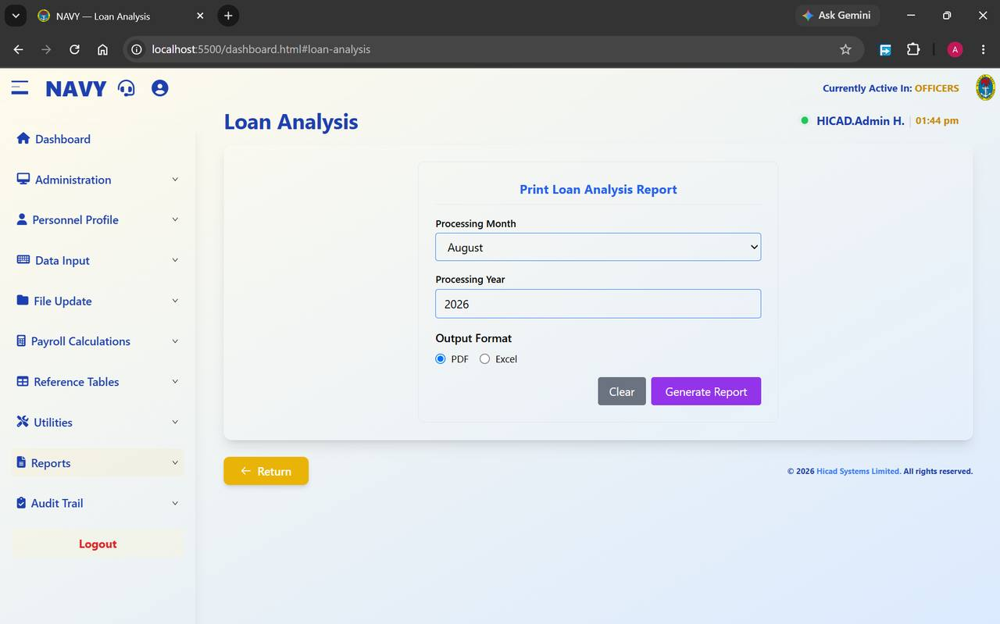 NAVY — Loan Analysis
Ask Gemini
localhost:5500/dashboard.html#loan-analysis
A
NAVY
Currently Active In: OFFICERS
Loan Analysis
HICAD.Admin H. | 01:44 pm
Dashboard
Administration
Personnel Profile
Data Input
File Update
Payroll Calculations
Reference Tables
Utilities
Reports
Audit Trail
Logout
Print Loan Analysis Report
Processing Month
August
Processing Year
2026
Output Format
PDF Excel
Clear Generate Report
← Return
© 2026 Hicad Systems Limited. All rights reserved.